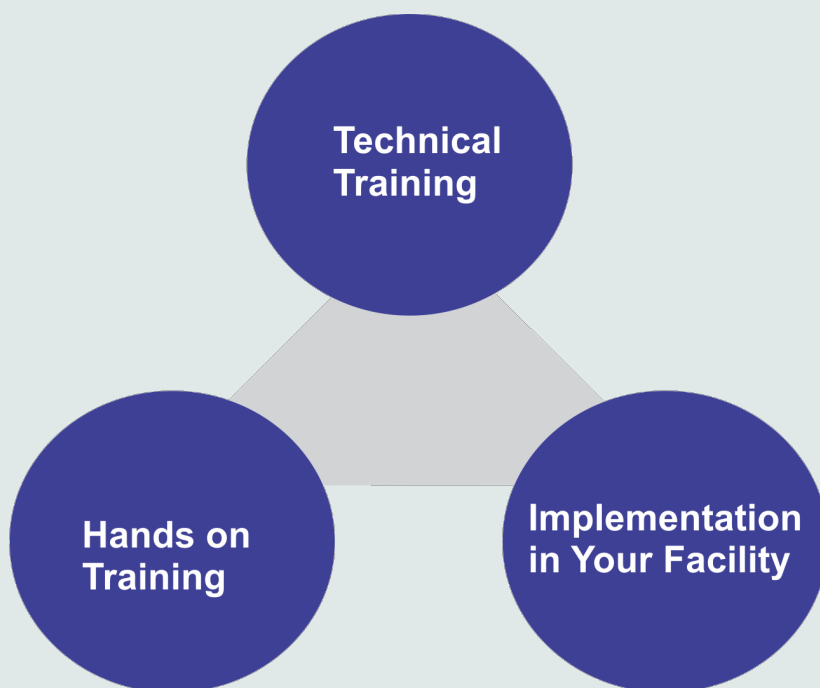 Technical
Training
Hands on
Training
Implementation
in Your Facility